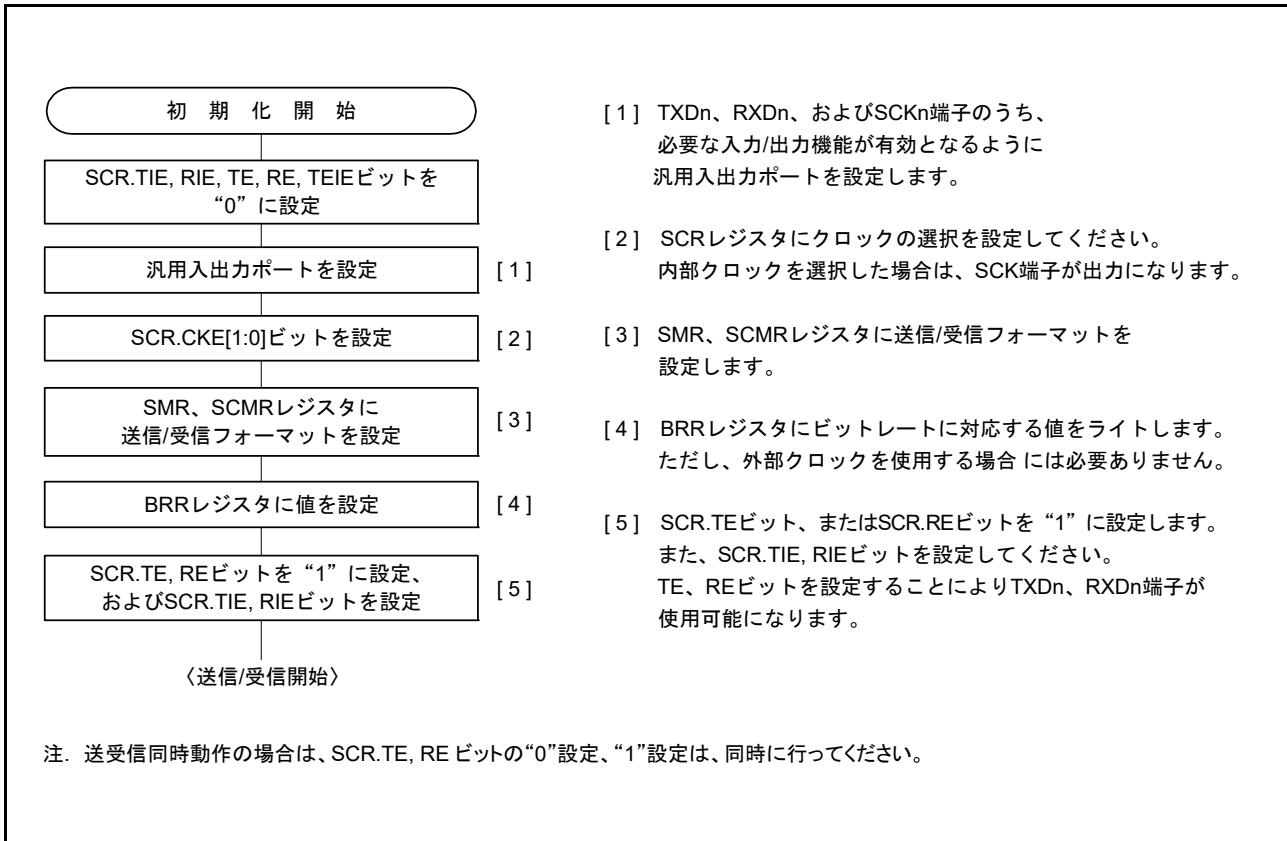 初 期 化 開 始
SCR.TIE, RIE, TE, RE, TEIEビットを
“0”に設定
汎用入出力ポートを設定
[ 1 ]
SCR.CKE[1:0]ビットを設定
[ 2 ]
SMR、SCMRレジスタに
送信/受信フォーマットを設定
[ 3 ]
BRRレジスタに値を設定
[ 4 ]
SCR.TE, REビットを“1”に設定、
およびSCR.TIE, RIEビットを設定
[ 5 ]
〈送信/受信開始〉
[ 1 ] TXDn、RXDn、およびSCKn端子のうち、
必要な入力/出力機能が有効となるように
汎用入出力ポートを設定します。
[ 2 ] SCRレジスタにクロックの選択を設定してください。
内部クロックを選択した場合は、SCK端子が出力になります。
[ 3 ] SMR、SCMRレジスタに送信/受信フォーマットを
設定します。
[ 4 ] BRRレジスタにビットレートに対応する値をライトします。
ただし、外部クロックを使用する場合 には必要ありません。
[ 5 ] SCR.TEビット、またはSCR.REビットを“1”に設定します。
また、SCR.TIE, RIEビットを設定してください。
TE、REビットを設定することによりTXDn、RXDn端子が
使用可能になります。
注. 送受信同時動作の場合は、SCR.TE, RE ビットの“0”設定、“1”設定は、同時に行ってください。